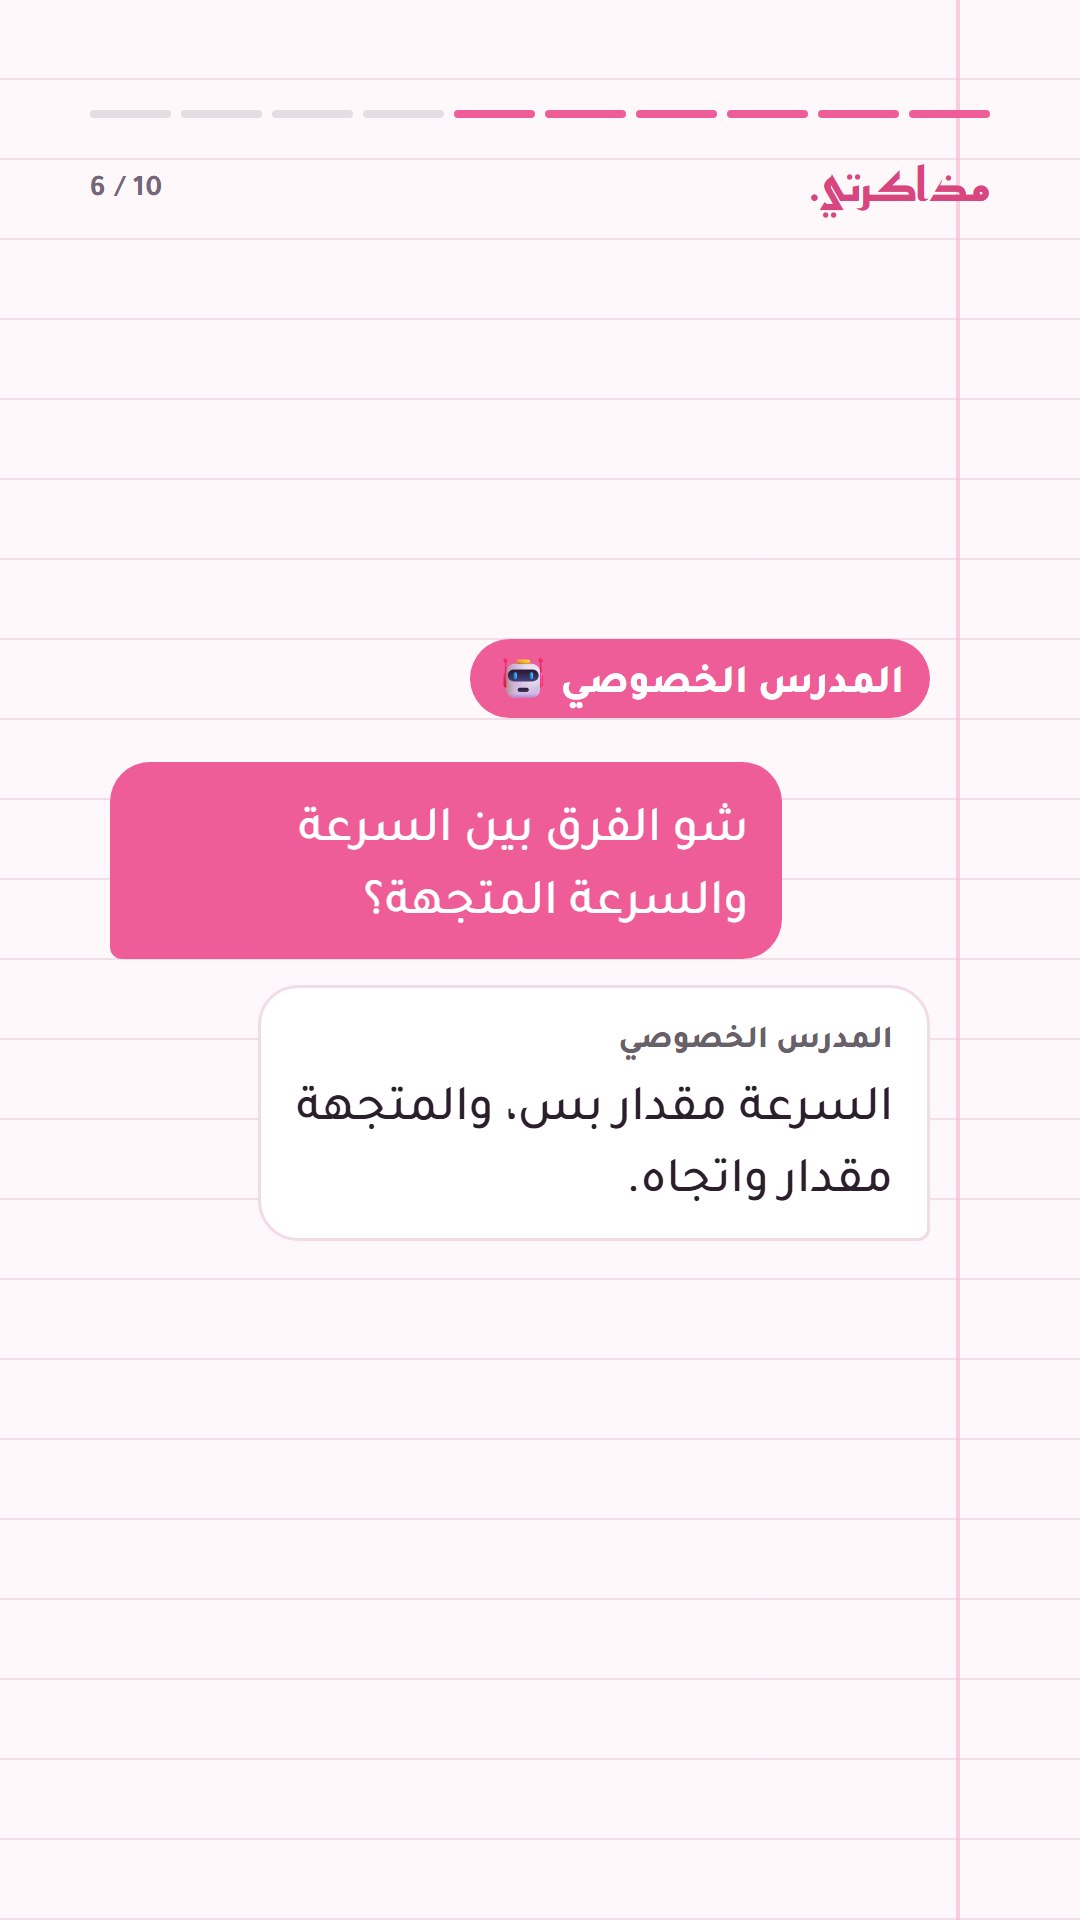 مذاكرتي.
6 / 10
المدرس الخصوصي
شو الفرق بين السرعة
والسرعة المتجهة؟
المدرس الخصوصي
السرعة مقدار بس، والمتجهة
مقدار واتجاه.